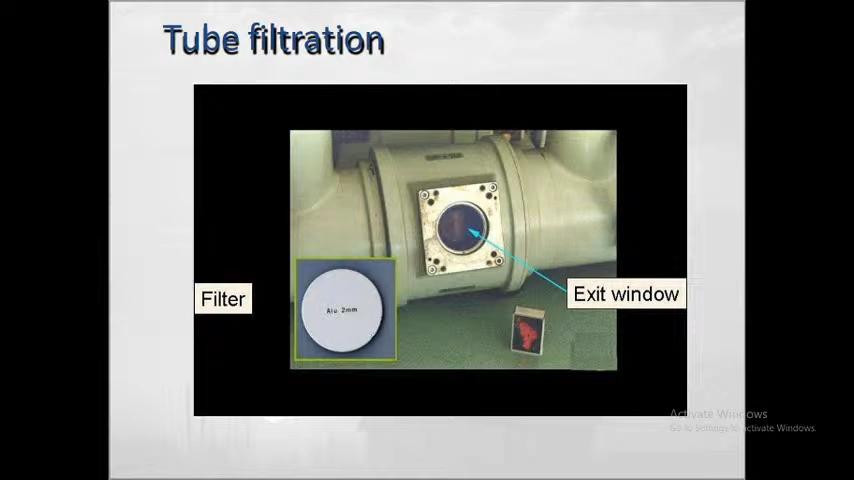 Tube filtration
Exit window
Filter
Alu 2mm
Activate Windows
Go to Settings to activate Windows.